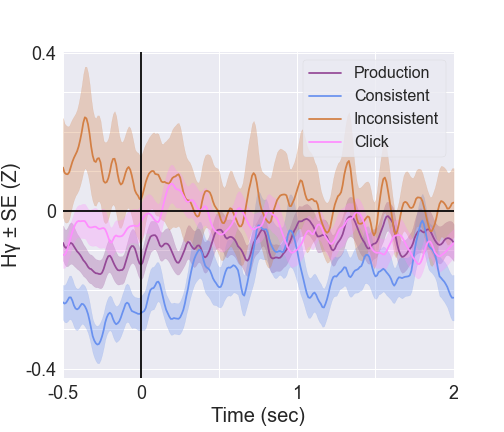 0.4
0
-0.4
Hγ ± SE (Z)
Production
Consistent
Inconsistent
Click
-0.5 0 1 2
Time (sec)